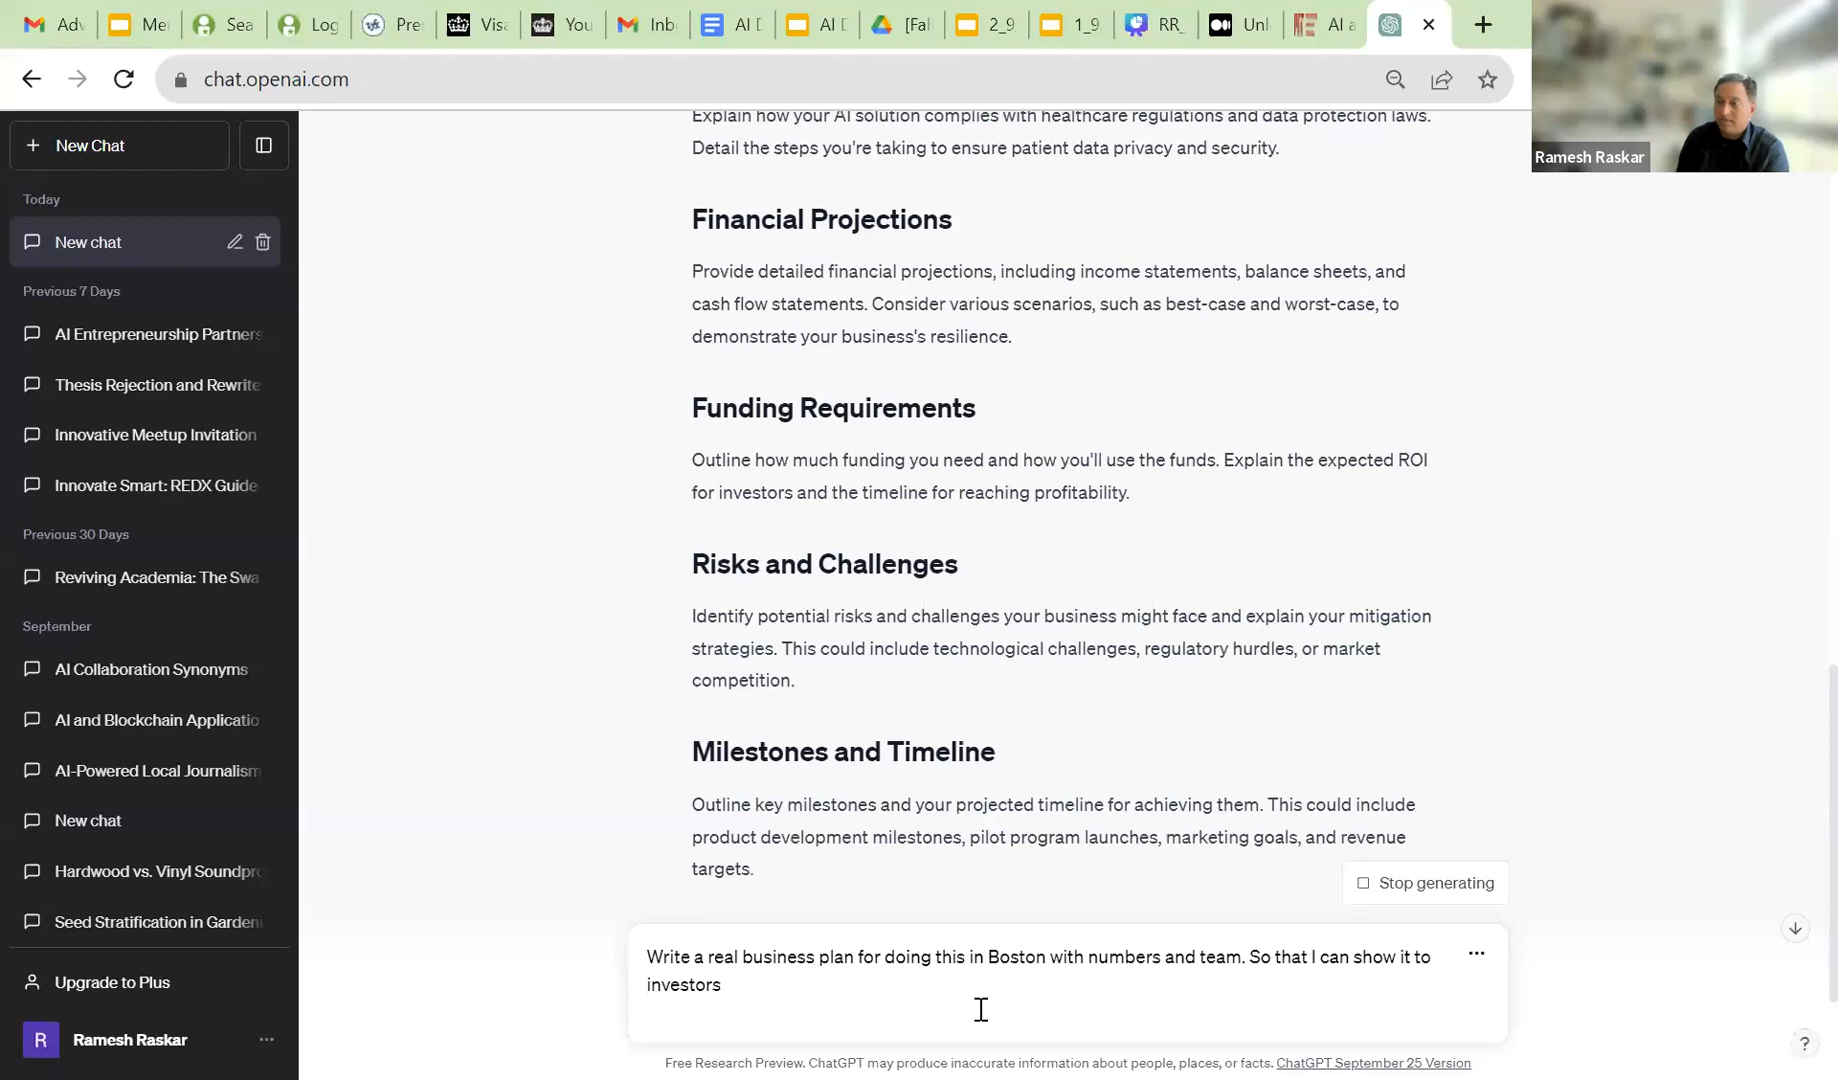 Adv
Mer
Sea
Log
Prer
Visa
You
Inbo
AI D
AI D
[Fal
2_9
1_9
RR_
Unl
AI a
chat.openai.com
Ramesh Raskar
New Chat
Today
New chat
Previous 7 Days
AI Entrepreneurship Partners
Thesis Rejection and Rewrite
Innovative Meetup Invitation
Innovate Smart: REDX Guide
Previous 30 Days
Reviving Academia: The Swa
September
AI Collaboration Synonyms
AI and Blockchain Applicatio
AI-Powered Local Journalism
New chat
Hardwood vs. Vinyl Soundpro
Seed Stratification in Garden
Upgrade to Plus
R
Ramesh Raskar
Explain how your AI solution complies with healthcare regulations and data protection laws.
Detail the steps you're taking to ensure patient data privacy and security.
Financial Projections
Provide detailed financial projections, including income statements, balance sheets, and
cash flow statements. Consider various scenarios, such as best-case and worst-case, to
demonstrate your business's resilience.
Funding Requirements
Outline how much funding you need and how you'll use the funds. Explain the expected ROI
for investors and the timeline for reaching profitability.
Risks and Challenges
Identify potential risks and challenges your business might face and explain your mitigation
strategies. This could include technological challenges, regulatory hurdles, or market
competition.
Milestones and Timeline
Outline key milestones and your projected timeline for achieving them. This could include
product development milestones, pilot program launches, marketing goals, and revenue
targets.
Stop generating
Write a real business plan for doing this in Boston with numbers and team. So that I can show it to
investors
Free Research Preview. ChatGPT may produce inaccurate information about people, places, or facts. ChatGPT September 25 Version
?